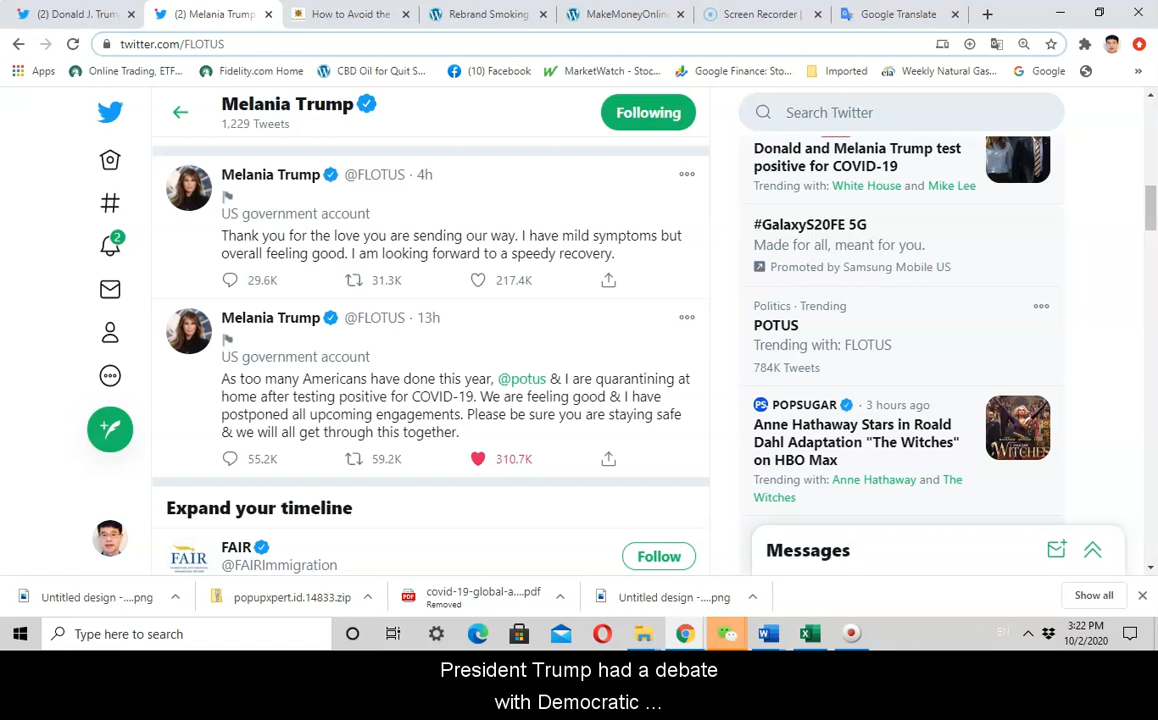 (2) Donald J. Trum
(2) Melania Trump
How to Avoid the
Rebrand Smoking
MakeMoneyOnlin
Screen Recorder |
Google Translate
twitter.com/FLOTUS
Apps
Online Trading, ETF...
Fidelity.com Home
CBD Oil for Quit S...
(10) Facebook
MarketWatch - Stoc...
Google Finance: Sto...
Imported
eia
Weekly Natural Gas...
Google
»
Melania Trump
1,229 Tweets
Following
Search Twitter
Melania Trump @FLOTUS · 4h
US government account
Thank you for the love you are sending our way. I have mild symptoms but
overall feeling good. I am looking forward to a speedy recovery.
29.6K 31.3K 217.4K
2
Melania Trump @FLOTUS · 13h
US government account
As too many Americans have done this year, @potus & I are quarantining at
home after testing positive for COVID-19. We are feeling good & I have
postponed all upcoming engagements. Please be sure you are staying safe
& we will all get through this together.
55.2K 59.2K 310.7K
Expand your timeline
FAIR
FAIR
@FAIRImmigration
Follow
Donald and Melania Trump test
positive for COVID-19
Trending with: White House and Mike Lee
#GalaxyS20FE 5G
Made for all, meant for you.
Promoted by Samsung Mobile US
Politics · Trending
POTUS
Trending with: FLOTUS
784K Tweets
PS POPSUGAR · 3 hours ago
Anne Hathaway Stars in Roald
Dahl Adaptation "The Witches"
on HBO Max
WITCHES
Trending with: Anne Hathaway and The
Witches
Messages
Untitled design -....png
popupxpert.id.14833.zip
covid-19-global-a....pdf
Removed
Untitled design -....png
Show all
Type here to search
EN
3:22 PM
10/2/2020
President Trump had a debate
with Democratic ...